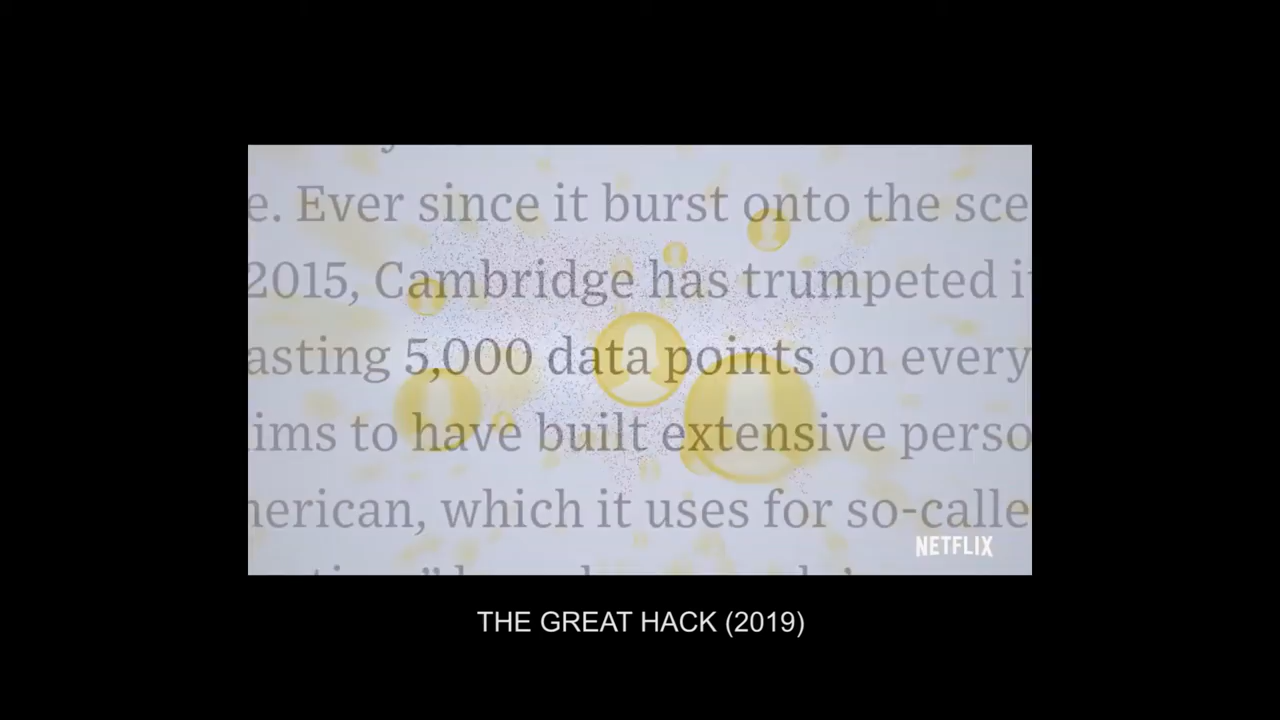 e. Ever since it burst onto the sce
2015, Cambridge has trumpeted i
asting 5,000 data points on every
ims to have built extensive perso
nerican, which it uses for so-calle
NETFLIX
THE GREAT HACK (2019)